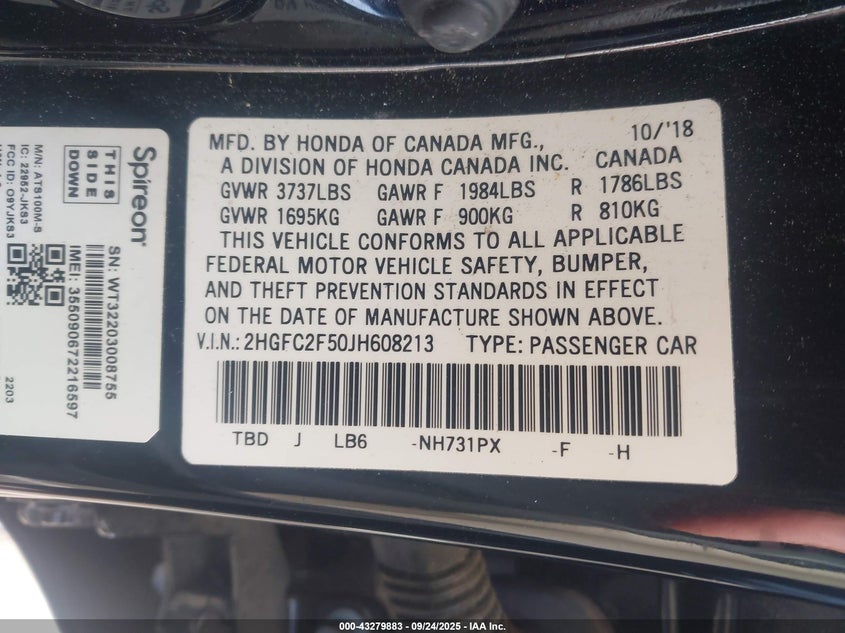 MFD. BY HONDA OF CANADA MFG., 10/'18
A DIVISION OF HONDA CANADA INC. CANADA
GVWR 3737LBS GAWR F 1984LBS R 1786LBS
GVWR 1695KG GAWR F 900KG R 810KG
THIS VEHICLE CONFORMS TO ALL APPLICABLE
FEDERAL MOTOR VEHICLE SAFETY, BUMPER,
AND THEFT PREVENTION STANDARDS IN EFFECT
ON THE DATE OF MANUFACTURE SHOWN ABOVE.
V.I.N.: 2HGFC2F50JH608213 TYPE: PASSENGER CAR
TBD J LB6 -NH731PX -F -H
Spireon
THIS
SIDE
DOWN
M/N: ATS100M-S
IC: 22952-JKS3
FCC ID: O9YJKS3
SN: WT32203008755
IMEI: 355090672216597
2203
000-43279883 - 09/24/2025 - IAA Inc.